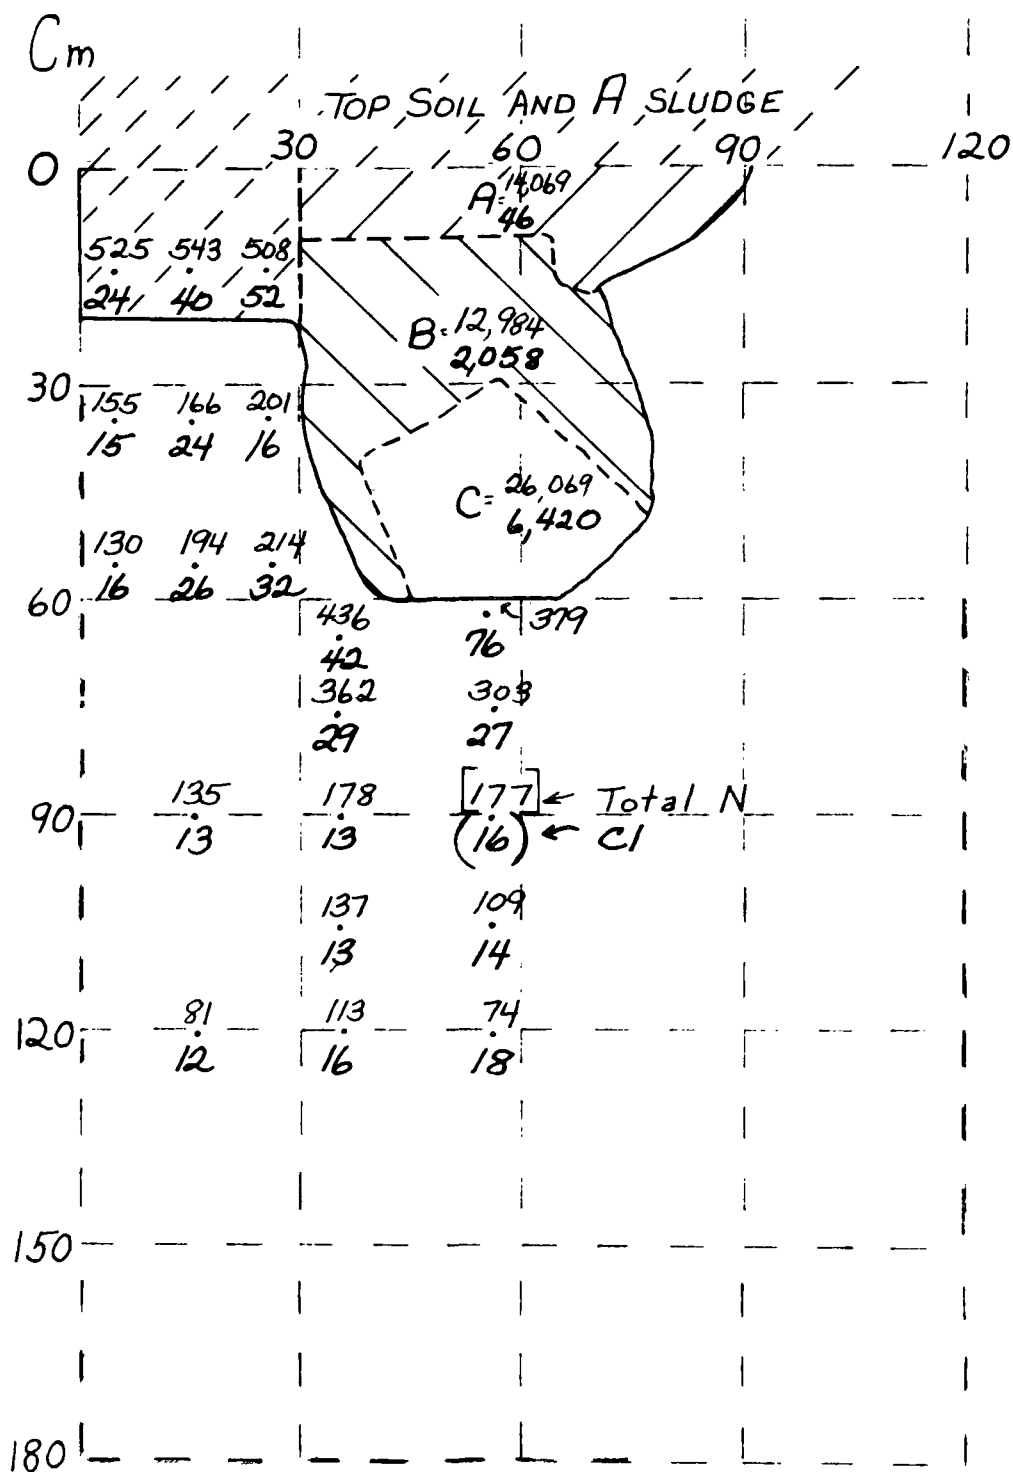 Cm
TOP SOIL AND A SLUDGE
30 60 90 120
0
A= 14,069
46
525 543 508
24 40 52
B= 12,984
2,058
30
155 166 201
15 24 16
C= 26,069
6,420
130 194 214
16 26 32
60
436 379
42 76
362 303
29 27
135 178 [177] Total N
90
13 13 (16) Cl
137 109
13 14
81 113 74
120
12 16 18
150
180